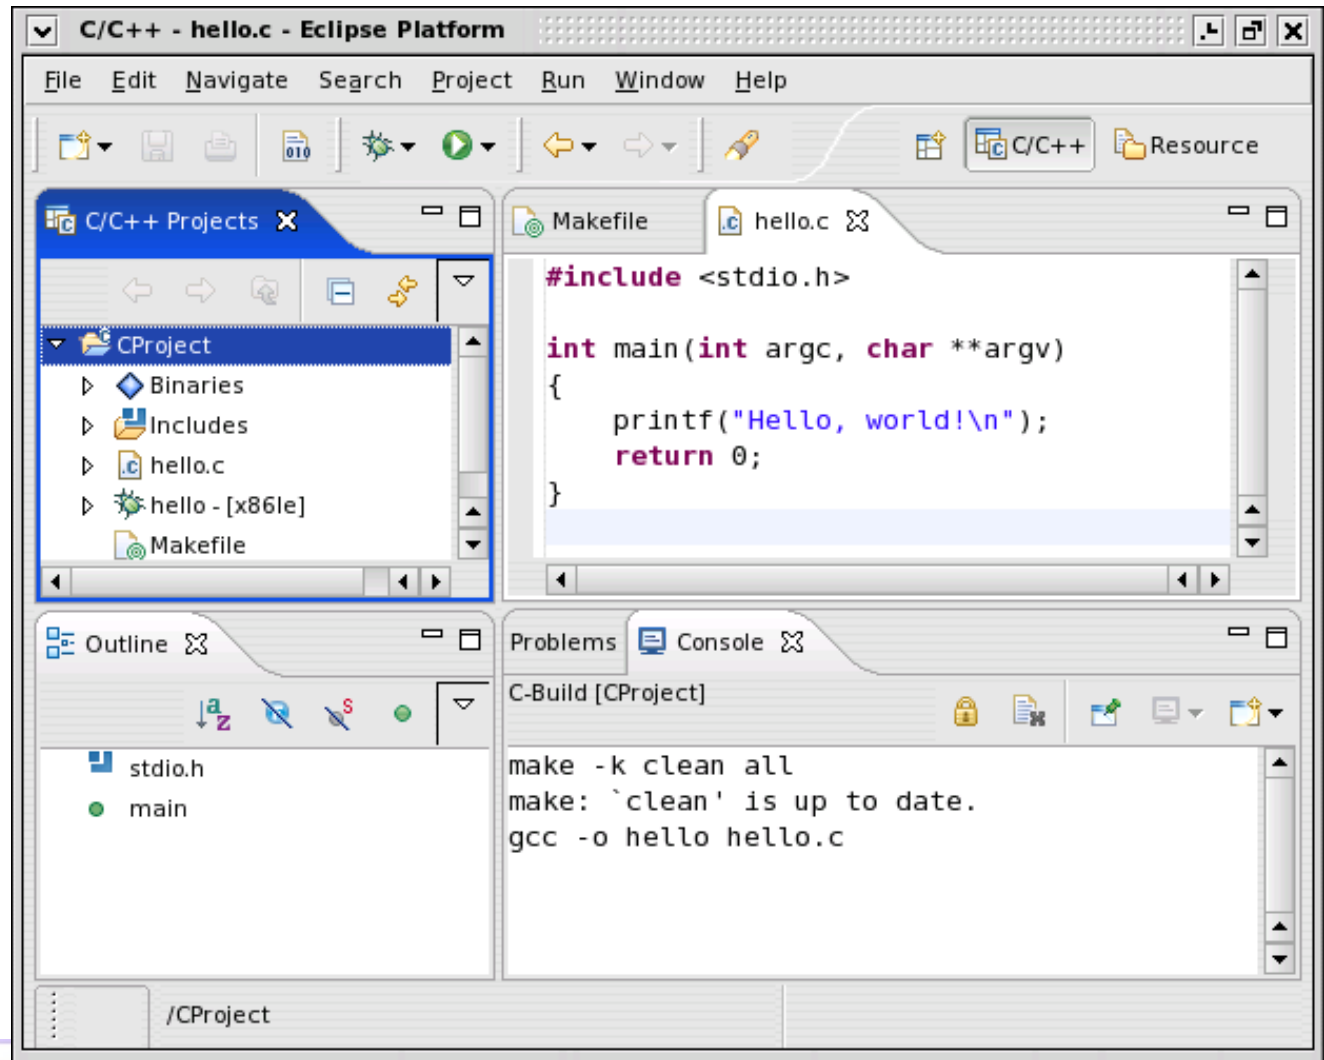 C/C++ - hello.c - Eclipse Platform
File Edit Navigate Search Project Run Window Help
010 C/C++ Resource
C/C++ Projects
CProject
Binaries
Includes
.c hello.c
hello - [x86le]
Makefile
Makefile .c hello.c
#include <stdio.h>
int main(int argc, char **argv)
{
printf("Hello, world!\n");
return 0;
}
Outline
a z S
stdio.h
main
Problems Console
C-Build [CProject]
make -k clean all
make: `clean' is up to date.
gcc -o hello hello.c
/CProject